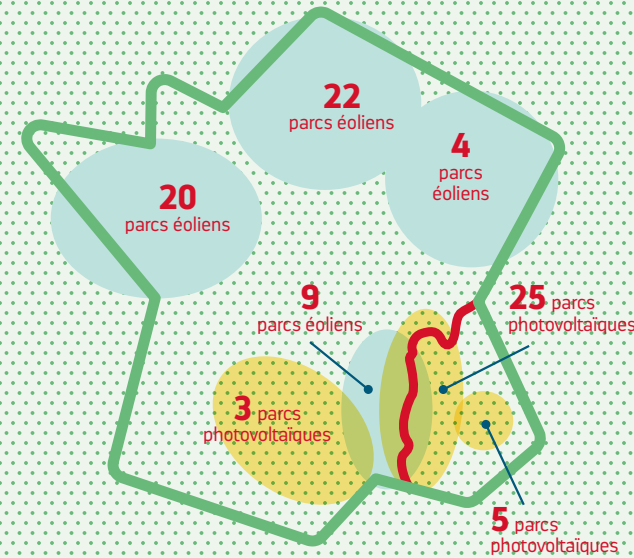 22
parcs éoliens
4
parcs
éoliens
20
parcs éoliens
9
parcs éoliens
25 parcs
photovoltaïques
3 parcs
photovoltaïques
5 parcs
photovoltaïques